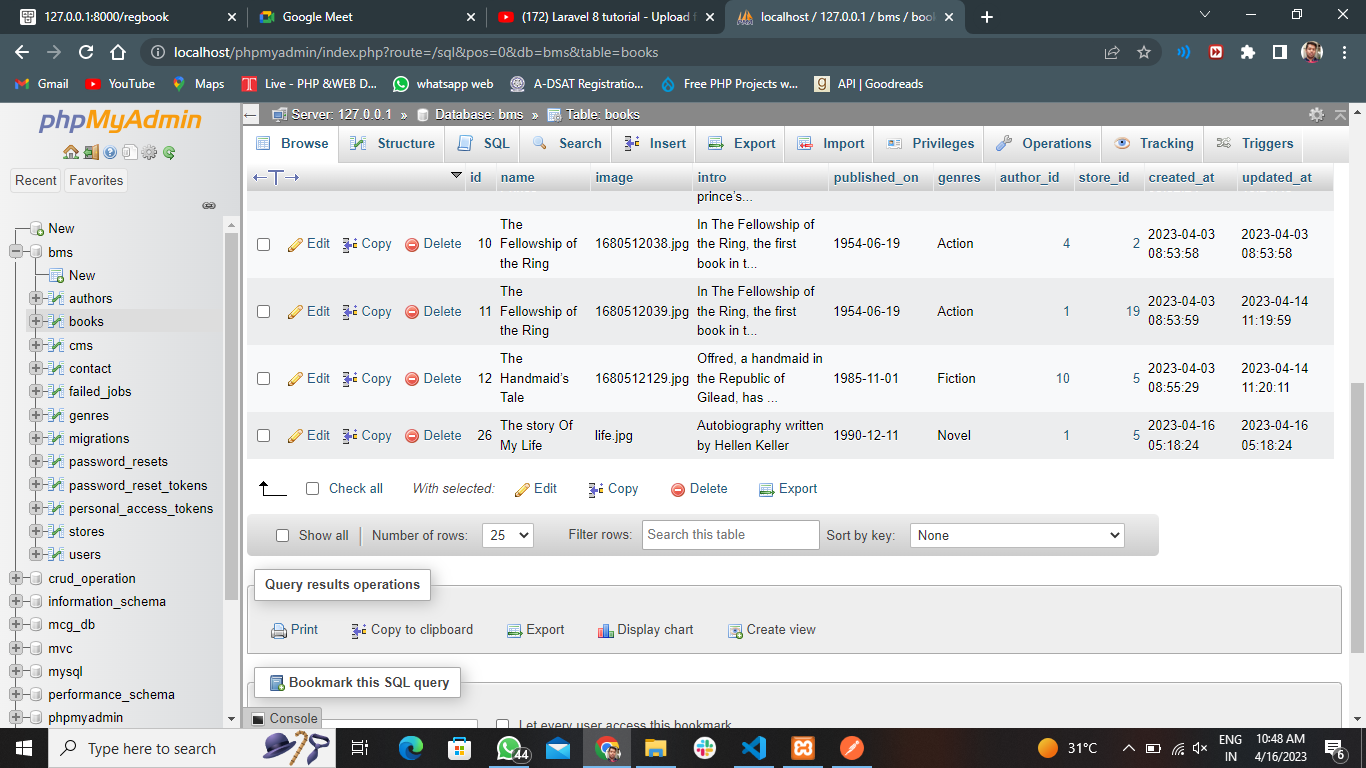 127.0.0.1:8000/regbook
Google Meet
(172) Laravel 8 tutorial - Upload f
localhost / 127.0.0.1 / bms / boo
localhost/phpmyadmin/index.php?route=/sql&pos=0&db=bms&table=books
Gmail YouTube Maps Live - PHP &WEB D... whatsapp web A-DSAT Registratio... Free PHP Projects w... API | Goodreads
phpMyAdmin
Recent Favorites
New
bms
New
authors
books
cms
contact
failed_jobs
genres
migrations
password_resets
password_reset_tokens
personal_access_tokens
stores
users
crud_operation
information_schema
mcg_db
mvc
mysql
performance_schema
phpmyadmin
Server: 127.0.0.1 » Database: bms » Table: books
Browse Structure SQL Search Insert Export Import Privileges Operations Tracking Triggers
id name image intro published_on genres author_id store_id created_at updated_at
prince's...
Edit Copy Delete 10 The Fellowship of the Ring 1680512038.jpg In The Fellowship of the Ring, the first book in t... 1954-06-19 Action 4 2 2023-04-03 08:53:58 2023-04-03 08:53:58
Edit Copy Delete 11 The Fellowship of the Ring 1680512039.jpg In The Fellowship of the Ring, the first book in t... 1954-06-19 Action 1 19 2023-04-03 08:53:59 2023-04-14 11:19:59
Edit Copy Delete 12 The Handmaid's Tale 1680512129.jpg Offred, a handmaid in the Republic of Gilead, has ... 1985-11-01 Fiction 10 5 2023-04-03 08:55:29 2023-04-14 11:20:11
Edit Copy Delete 26 The story Of My Life life.jpg Autobiography written by Hellen Keller 1990-12-11 Novel 1 5 2023-04-16 05:18:24 2023-04-16 05:18:24
Check all With selected: Edit Copy Delete Export
Show all Number of rows: 25 Filter rows: Search this table Sort by key: None
Query results operations
Print Copy to clipboard Export Display chart Create view
Bookmark this SQL query
Console
Let every user access this bookmark
Type here to search
44
31°C
ENG
IN
10:48 AM
4/16/2023
6